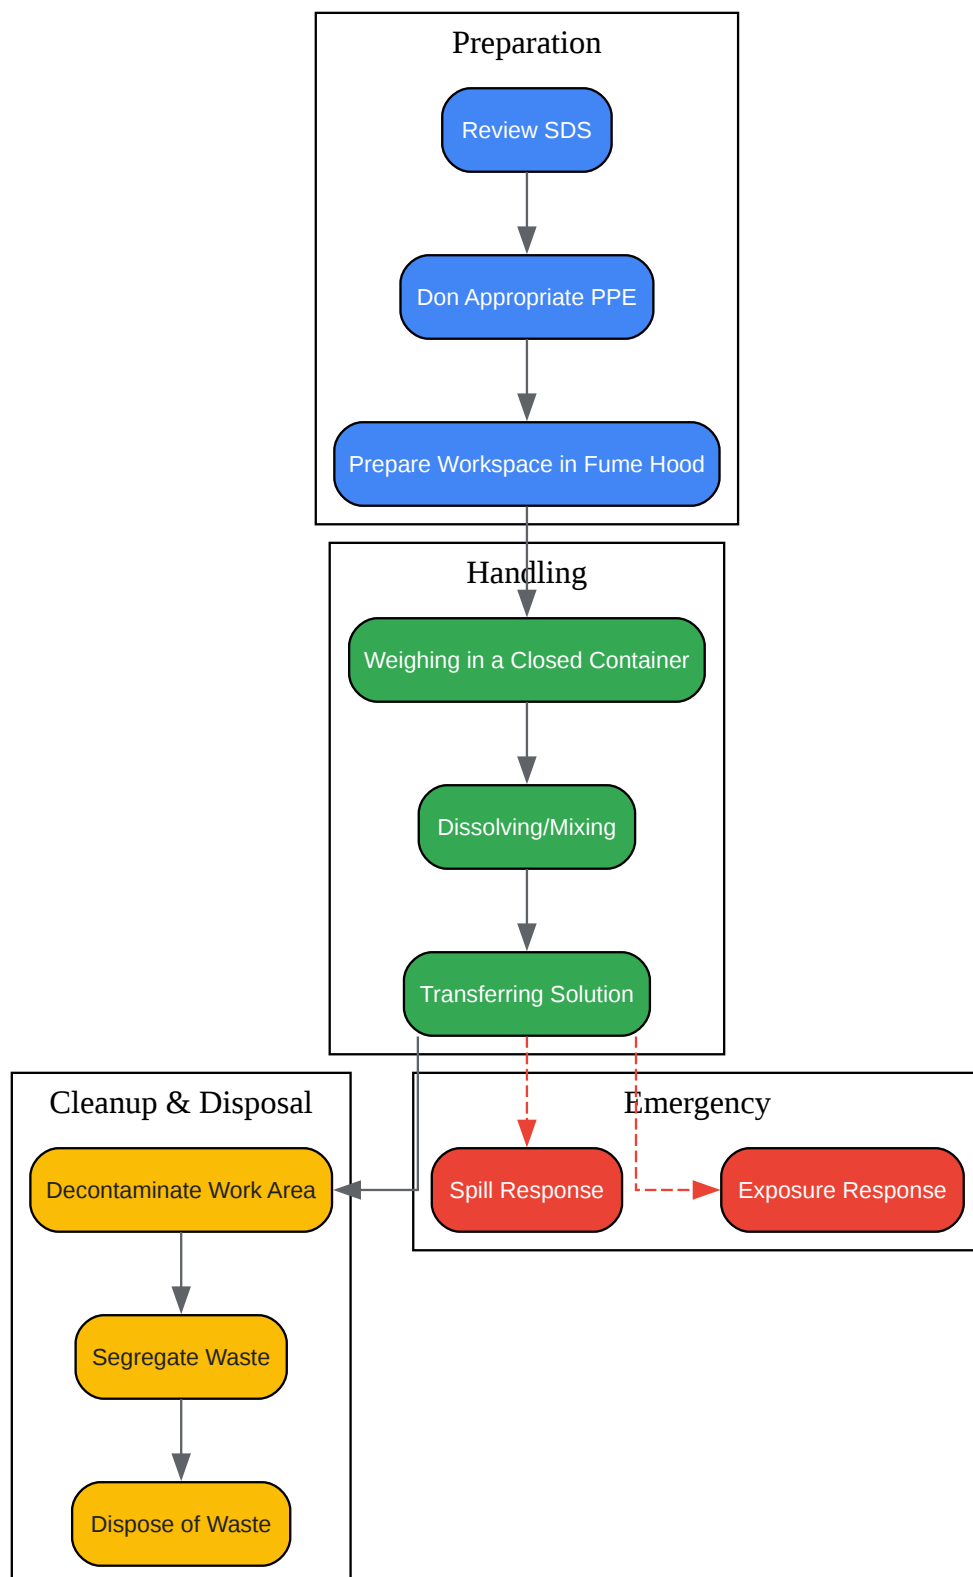 Preparation
Review SDS
Don Appropriate PPE
Prepare Workspace in Fume Hood
Handling
Weighing in a Closed Container
Dissolving/Mixing
Transferring Solution
Cleanup & Disposal
Decontaminate Work Area
Segregate Waste
Dispose of Waste
Emergency
Spill Response
Exposure Response